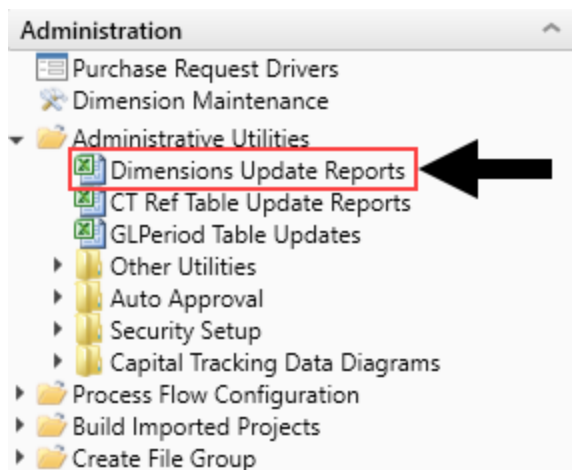 Administration
Purchase Request Drivers
Dimension Maintenance
Administrative Utilities
Dimensions Update Reports
CT Ref Table Update Reports
GLPeriod Table Updates
Other Utilities
Auto Approval
Security Setup
Capital Tracking Data Diagrams
Process Flow Configuration
Build Imported Projects
Create File Group